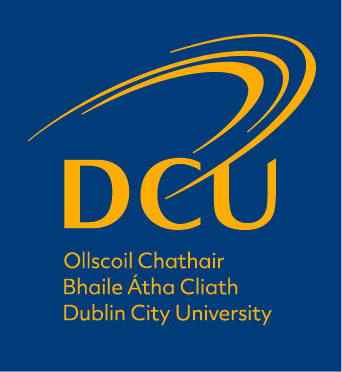 DCU
Ollscoil Chathair
Bhaile Átha Cliath
Dublin City University